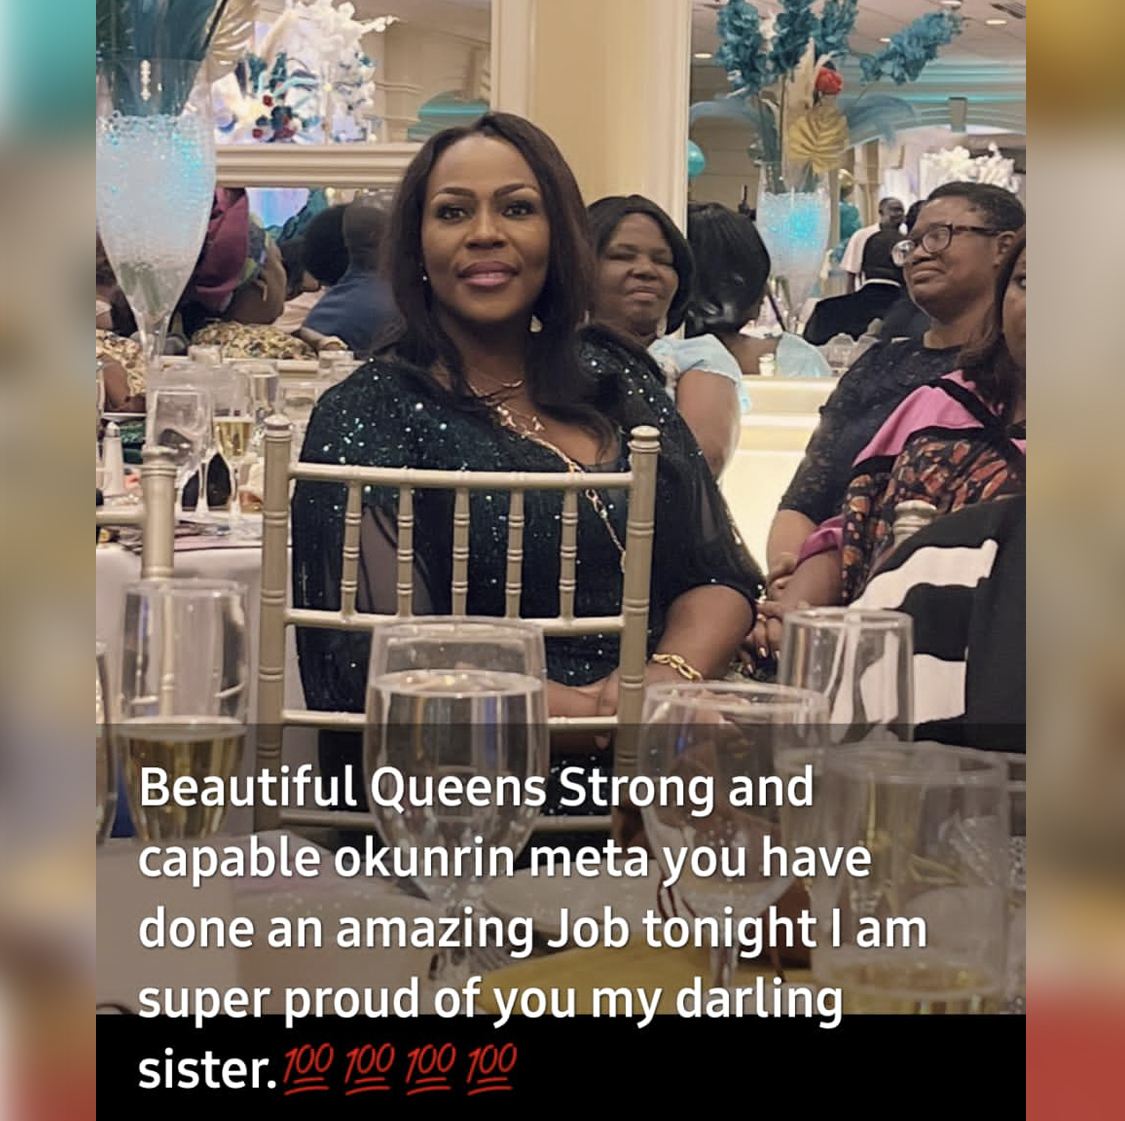 Beautiful Queens Strong and
capable okunrin meta you have
done an amazing Job tonight I am
super proud of you my darling
sister.💯💯💯💯